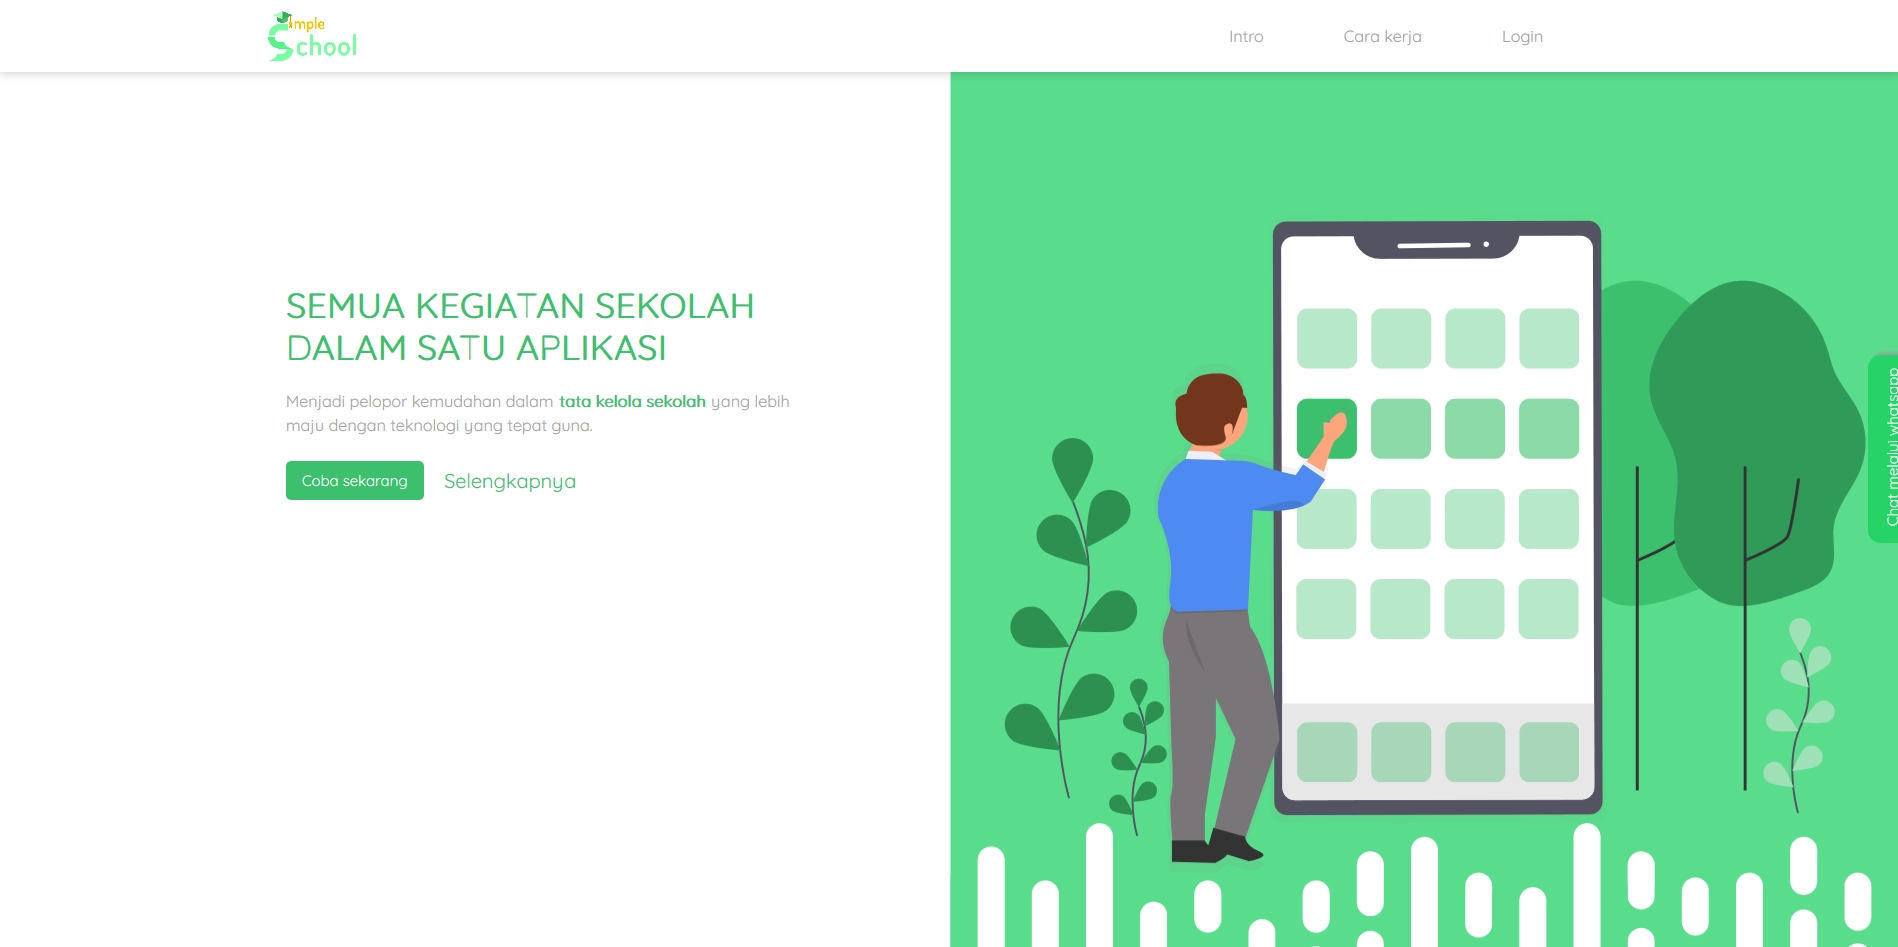 imple
School
Intro
Cara kerja
Login
SEMUA KEGIATAN SEKOLAH
DALAM SATU APLIKASI
Menjadi pelopor kemudahan dalam tata kelola sekolah yang lebih
maju dengan teknologi yang tepat guna.
Coba sekarang
Selengkapnya
Chat melalui whatsapp